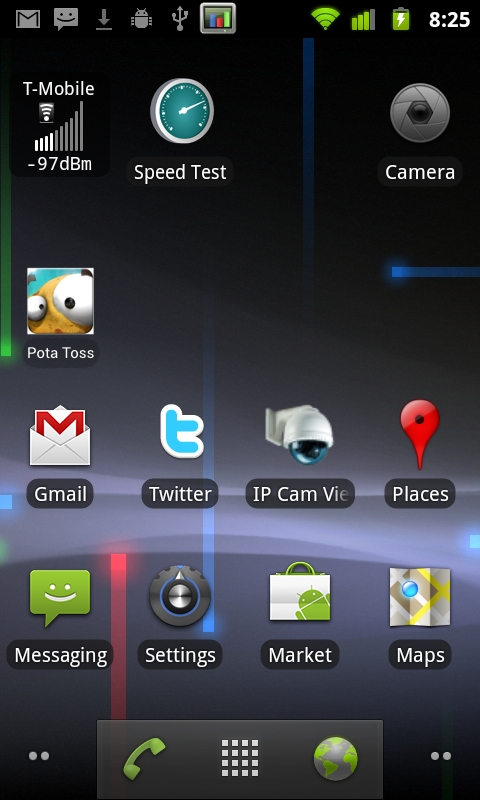 8:25
T-Mobile
-97dBm
Speed Test
Camera
Pota Toss
Gmail
Twitter
IP Cam Vie
Places
Messaging
Settings
Market
Maps